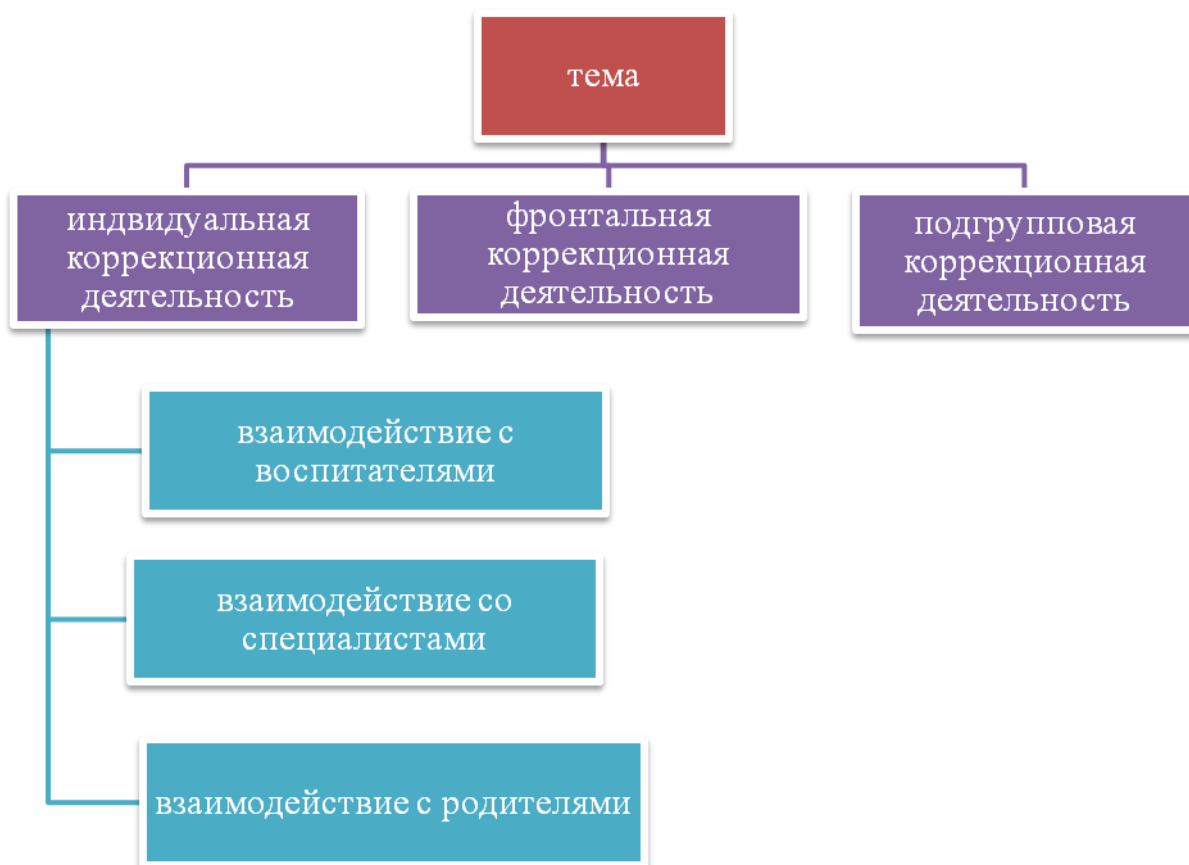 тема
индвидуальная
коррекционная
деятельность
фронтальная
коррекционная
деятельность
подгрупповая
коррекционная
деятельность
взаимодействие с
воспитателями
взаимодействие со
специалистами
взаимодействие с родителями